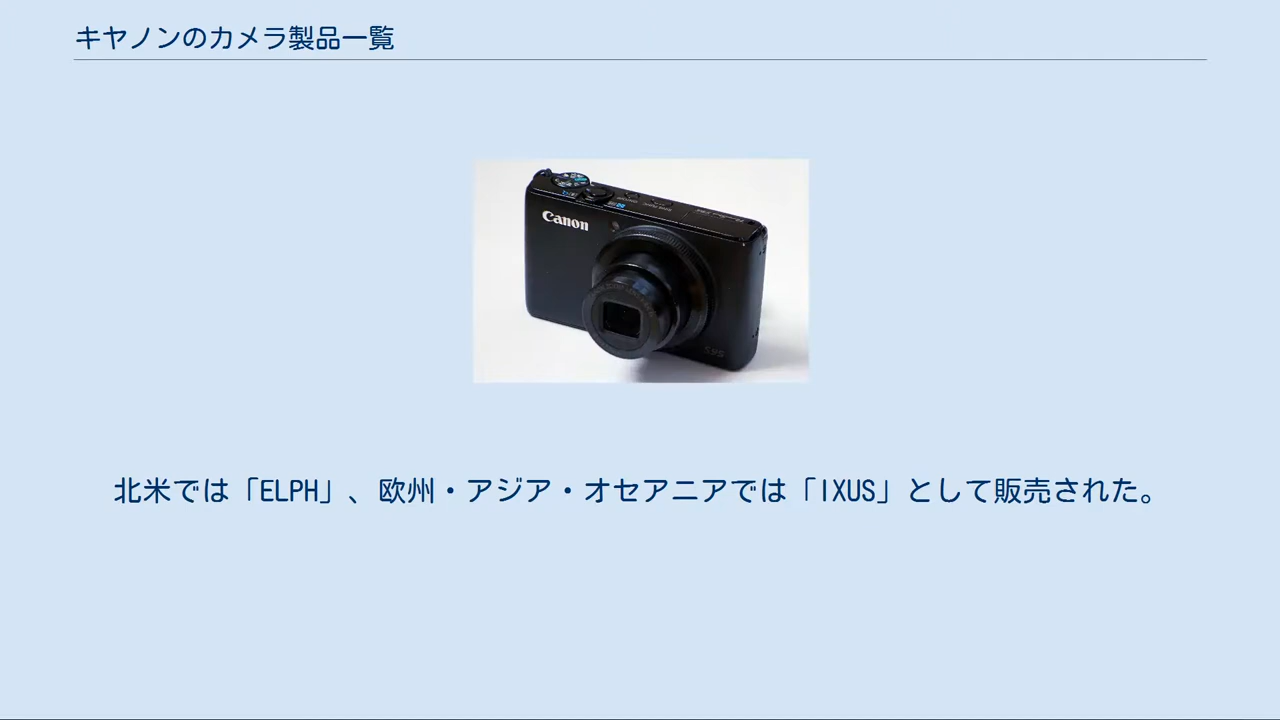 キヤノンのカメラ製品一覧
Canon
S95
北米では「ELPH」、欧州・アジア・オセアニアでは「IXUS」として販売された。